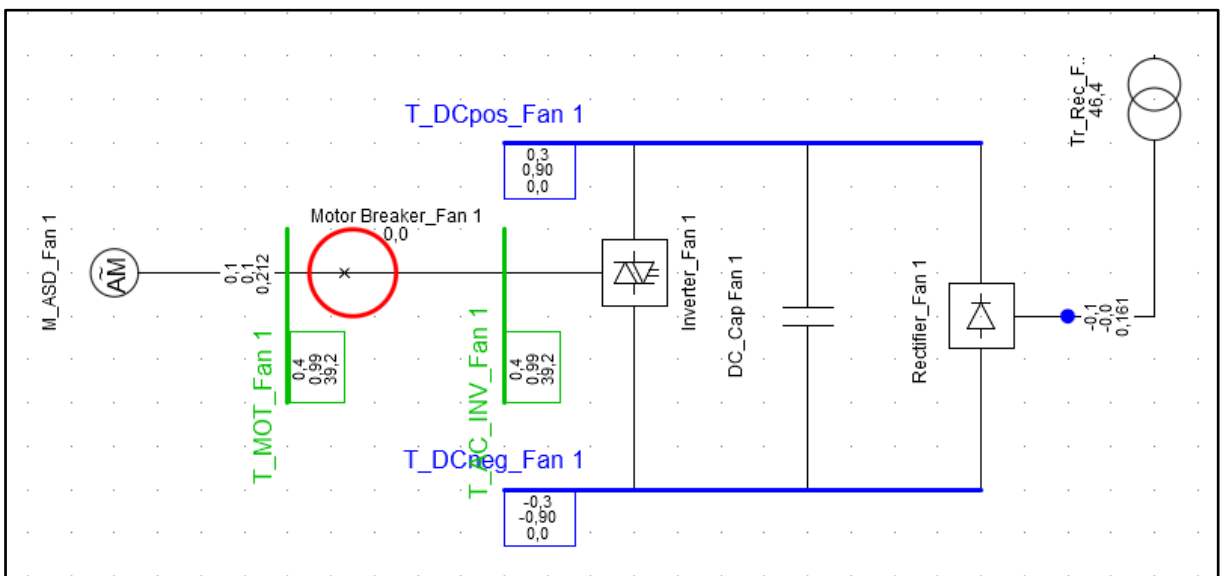 Tr_Rec_F..
46,4
T_DCpos_Fan 1
0,3
0,90
0,0
Motor Breaker_Fan 1
0,0
M_ASD_Fan 1
AM
~
0,1
0,1
0,212
T_MOT_Fan 1
0,4
0,99
39,2
T_AC_INV_Fan 1
0,4
0,99
39,2
Inverter_Fan 1
DC_Cap Fan 1
Rectifier_Fan 1
-0,1
-0,0
0,161
T_DCneg_Fan 1
-0,3
-0,90
0,0